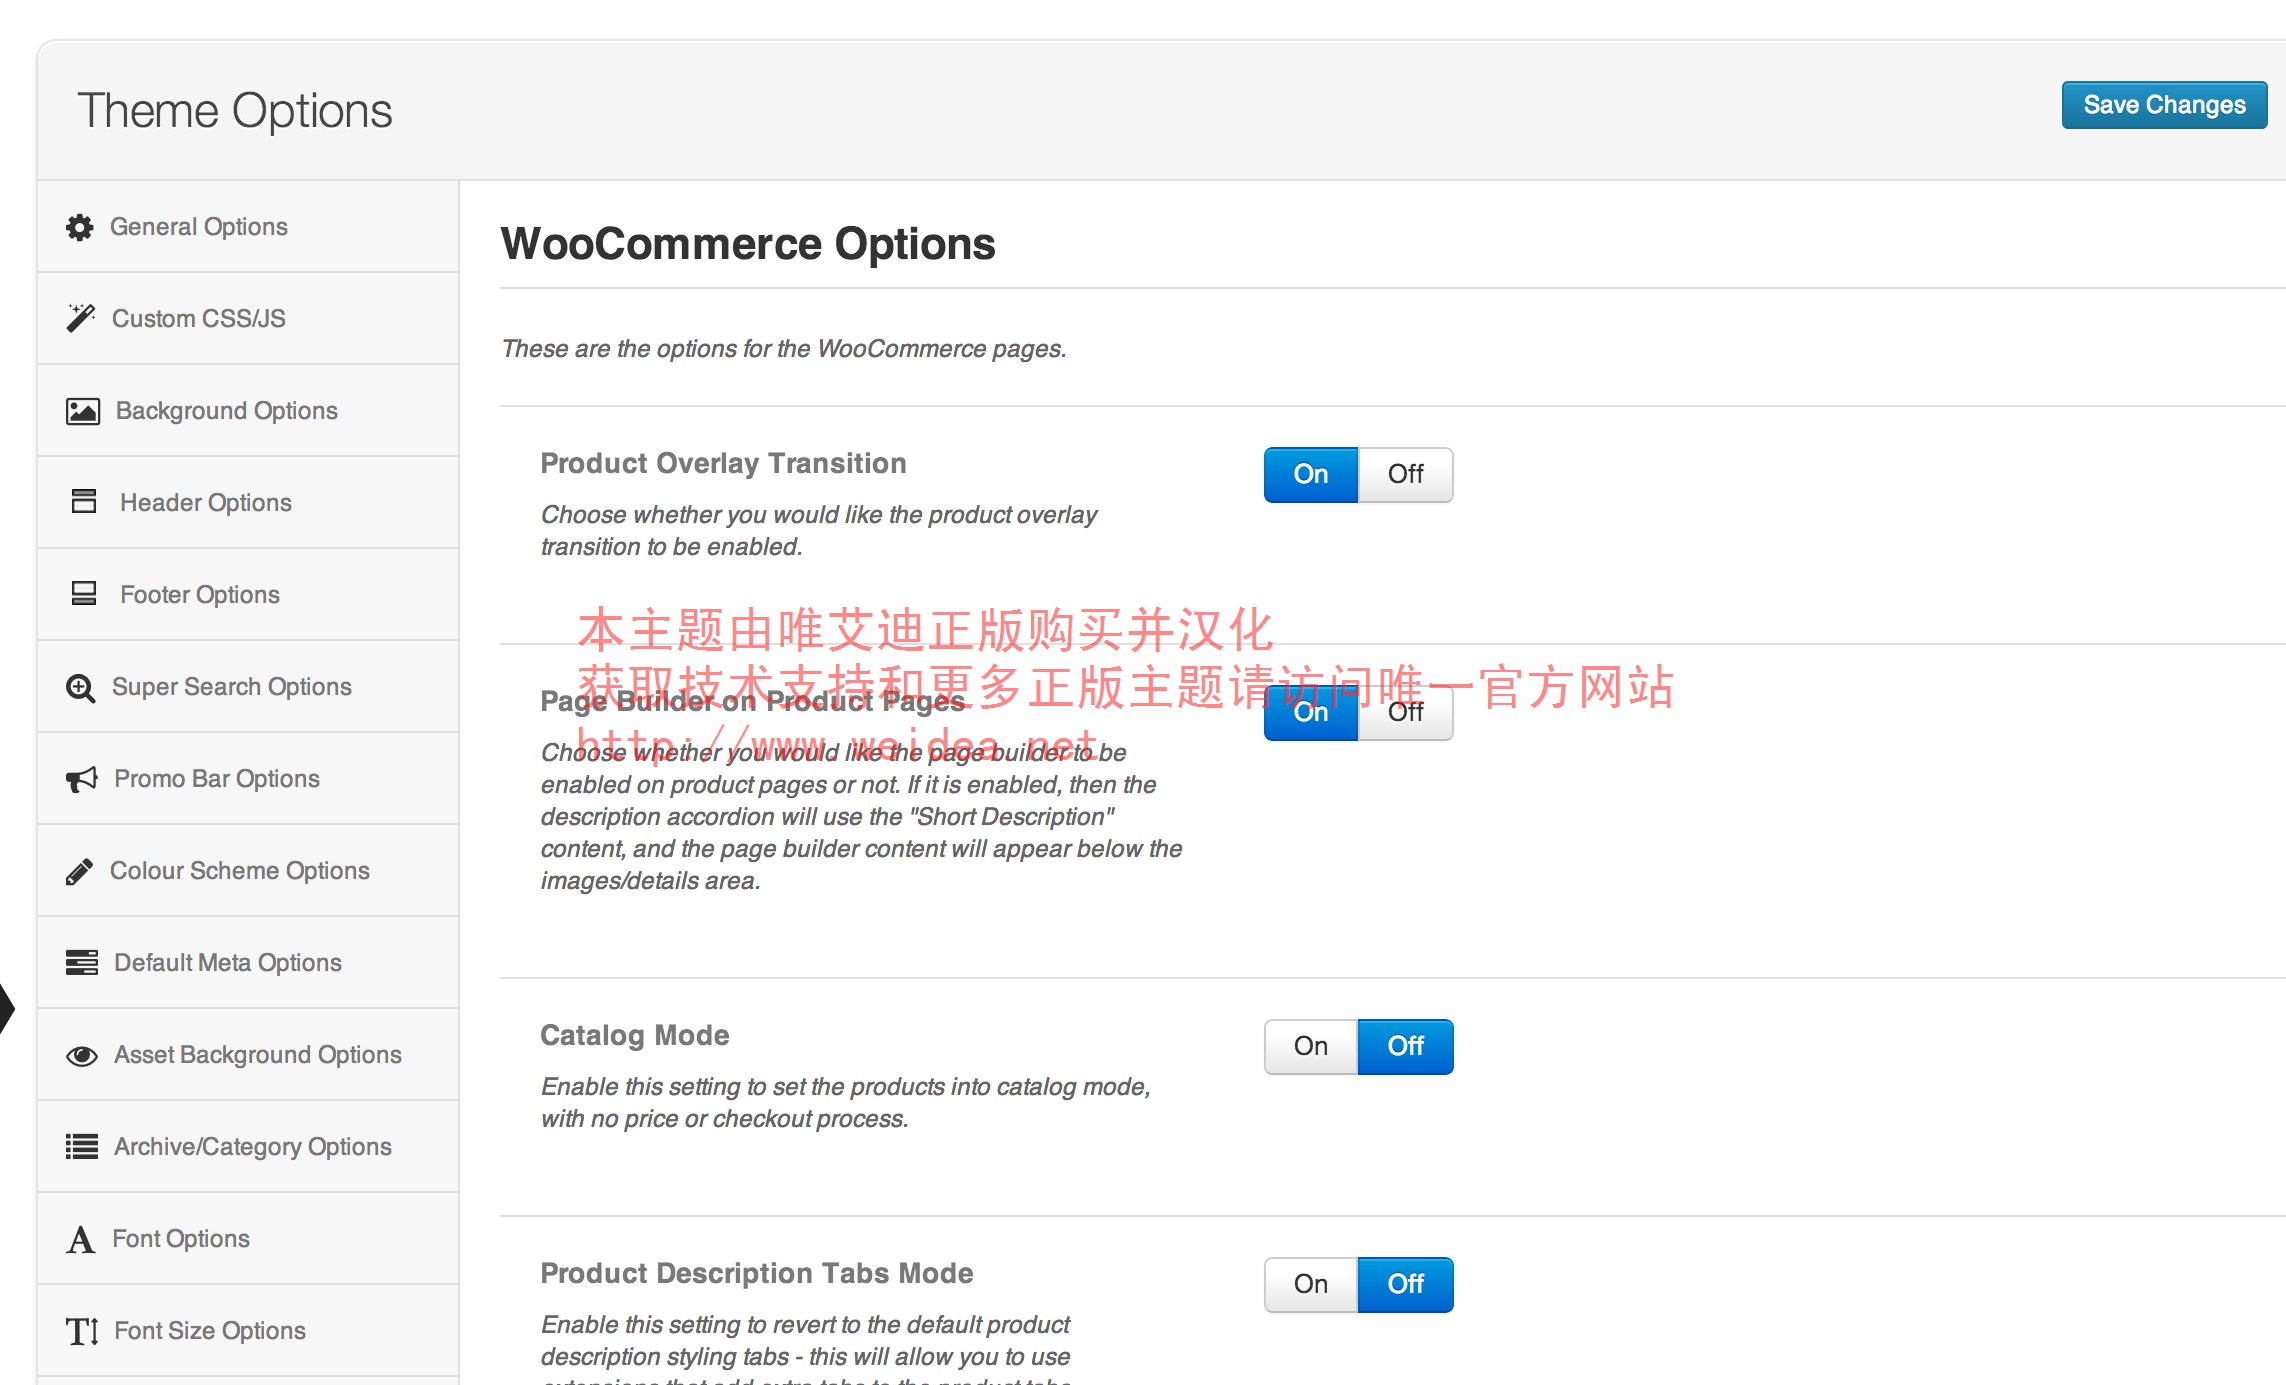 Theme Options
Save Changes
General Options
Custom CSS/JS
Background Options
Header Options
Footer Options
Super Search Options
Promo Bar Options
Colour Scheme Options
Default Meta Options
Asset Background Options
Archive/Category Options
Font Options
Font Size Options
WooCommerce Options
These are the options for the WooCommerce pages.
Product Overlay Transition
On Off
Choose whether you would like the product overlay
transition to be enabled.
本主题由唯艾迪正版购买并汉化
获取技术支持和更多正版主题请访问唯一官方网站
http://www.weidea.net
Page Builder on Product Pages
On Off
Choose whether you would like the page builder to be
enabled on product pages or not. If it is enabled, then the
description accordion will use the "Short Description"
content, and the page builder content will appear below the
images/details area.
Catalog Mode
On Off
Enable this setting to set the products into catalog mode,
with no price or checkout process.
Product Description Tabs Mode
On Off
Enable this setting to revert to the default product
description styling tabs - this will allow you to use
extensions that add extra tabs to the product tabs